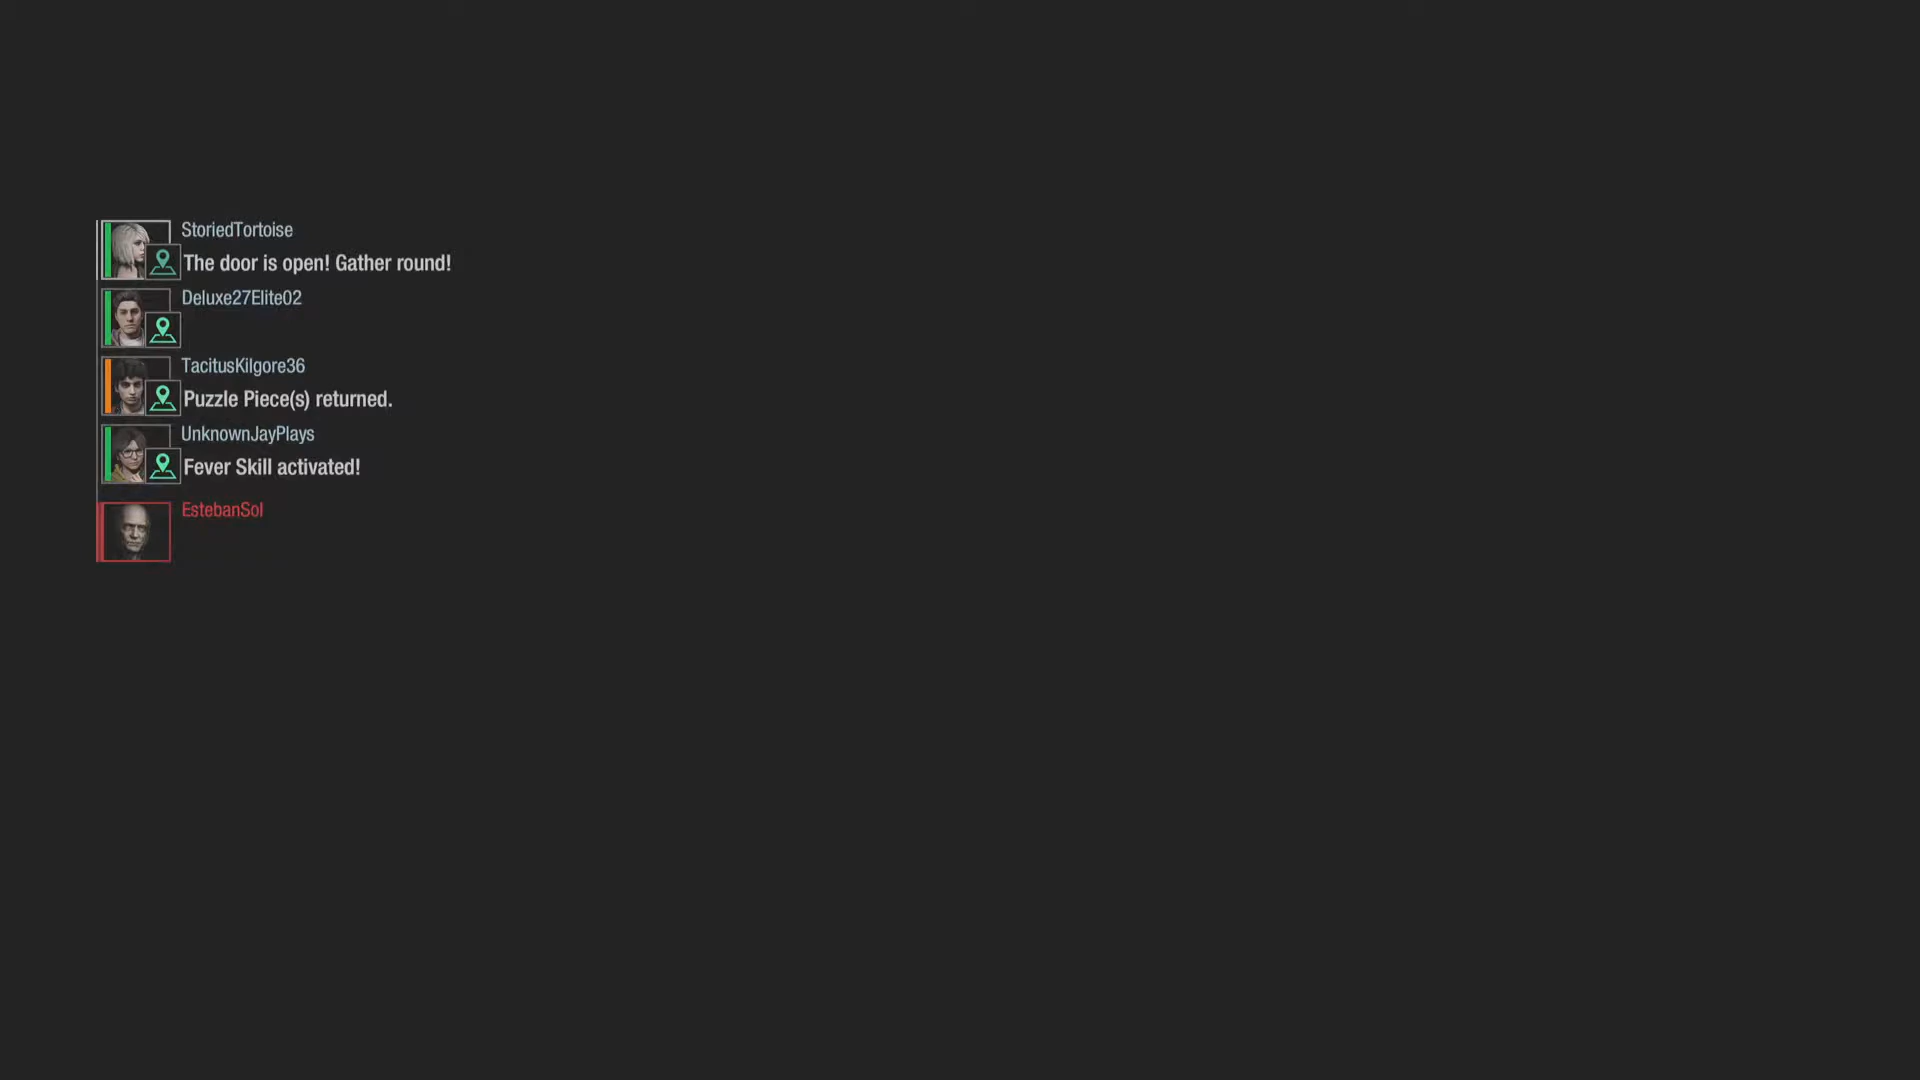 StoriedTortoise
The door is open! Gather round!
Deluxe27Elite02
TacitusKilgore36
Puzzle Piece(s) returned.
UnknownJayPlays
Fever Skill activated!
EstebanSol